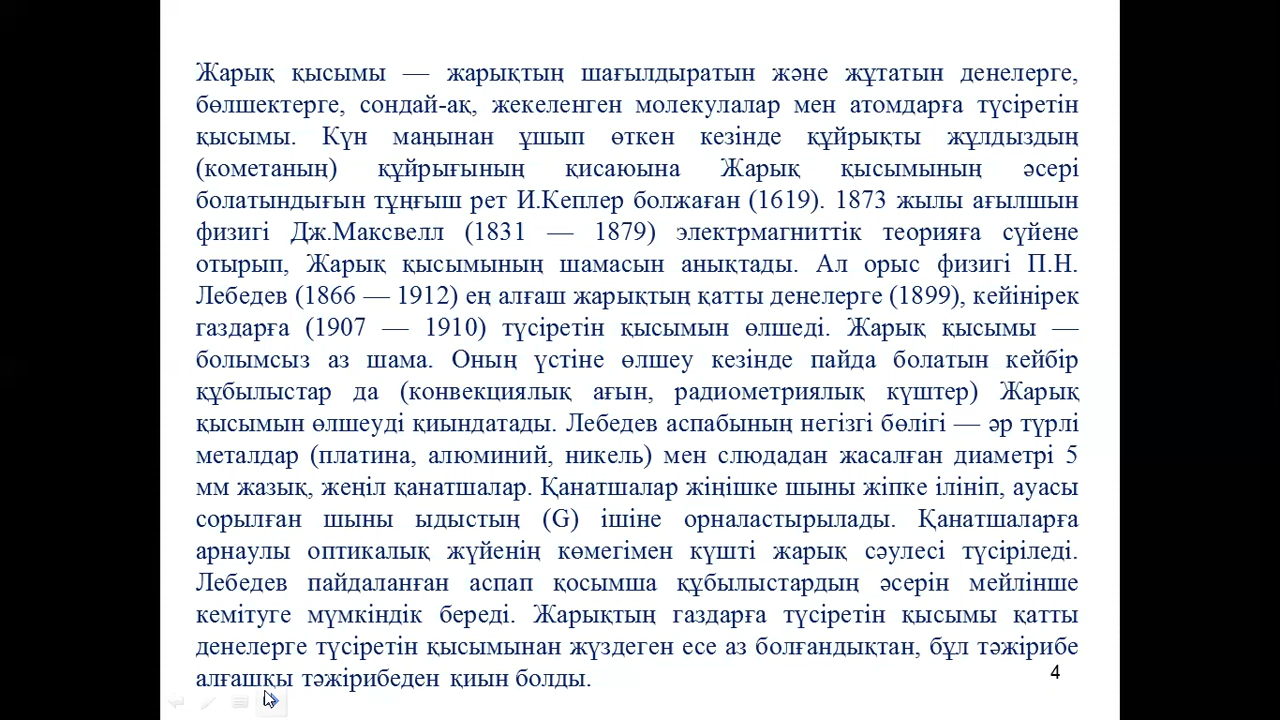 Жарық қысымы — жарықтың шағылдыратын және жұтатын денелерге,
бөлшектерге, сондай-ақ, жекеленген молекулалар мен атомдарға түсіретін
қысымы. Күн маңынан ұшып өткен кезінде құйрықты жұлдыздың
(кометаның) құйрығының қисаюына Жарық қысымының әсері
болатындығын тұңғыш рет И.Кеплер болжаған (1619). 1873 жылы ағылшын
физигі Дж.Максвелл (1831 — 1879) электрмагниттік теорияға сүйене
отырып, Жарық қысымының шамасын анықтады. Ал орыс физигі П.Н.
Лебедев (1866 — 1912) ең алғаш жарықтың қатты денелерге (1899), кейінірек
газдарға (1907 — 1910) түсіретін қысымын өлшеді. Жарық қысымы —
болымсыз аз шама. Оның үстіне өлшеу кезінде пайда болатын кейбір
құбылыстар да (конвекциялық ағын, радиометриялық күштер) Жарық
қысымын өлшеуді қиындатады. Лебедев аспабының негізгі бөлігі — әр түрлі
металдар (платина, алюминий, никель) мен слюдадан жасалған диаметрі 5
мм жазық, жеңіл қанатшалар. Қанатшалар жіңішке шыны жіпке ілініп, ауасы
сорылған шыны ыдыстың (G) ішіне орналастырылады. Қанатшаларға
арнаулы оптикалық жүйенің көмегімен күшті жарық сәулесі түсіріледі.
Лебедев пайдаланған аспап қосымша құбылыстардың әсерін мейлінше
кемітуге мүмкіндік береді. Жарықтың газдарға түсіретін қысымы қатты
денелерге түсіретін қысымынан жүздеген есе аз болғандықтан, бұл тәжірибе
алғашқы тәжірибеден қиын болды.
4